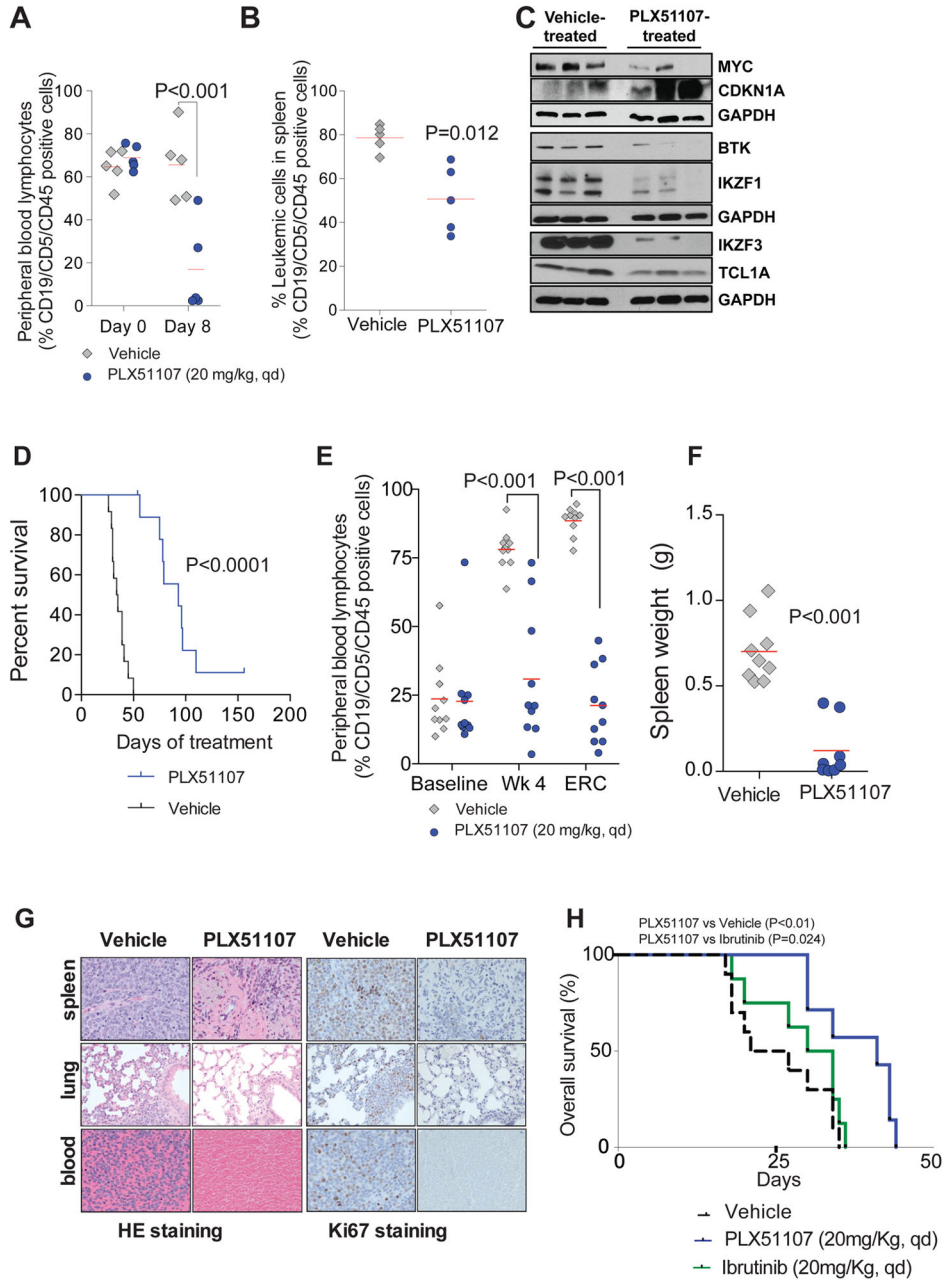 A
Peripheral blood lymphocytes
(% CD19/CD5/CD45 positive cells)
100
80
60
40
20
0
P<0.001
Day 0 Day 8
Vehicle
PLX51107 (20 mg/kg, qd)
B
% Leukemic cells in spleen
(% CD19/CD5/CD45 positive cells)
100
80
60
40
20
0
P=0.012
Vehicle PLX51107
C
Vehicle-
treated
PLX51107-
treated
MYC
CDKN1A
GAPDH
BTK
IKZF1
GAPDH
IKZF3
TCL1A
GAPDH
D
Percent survival
100
80
60
40
20
0
P<0.0001
0 50 100 150 200
Days of treatment
PLX51107
Vehicle
E
Peripheral blood lymphocytes
(% CD19/CD5/CD45 positive cells)
100
75
50
25
0
P<0.001 P<0.001
Baseline Wk 4 ERC
Vehicle
PLX51107 (20 mg/kg, qd)
F
Spleen weight (g)
1.5
1.0
0.5
0.0
P<0.001
Vehicle PLX51107
G
Vehicle PLX51107 Vehicle PLX51107
spleen
lung
blood
HE staining Ki67 staining
H
PLX51107 vs Vehicle (P<0.01)
PLX51107 vs Ibrutinib (P=0.024)
Overall survival (%)
100
50
0
0 25 50
Days
Vehicle
PLX51107 (20mg/Kg, qd)
Ibrutinib (20mg/Kg, qd)